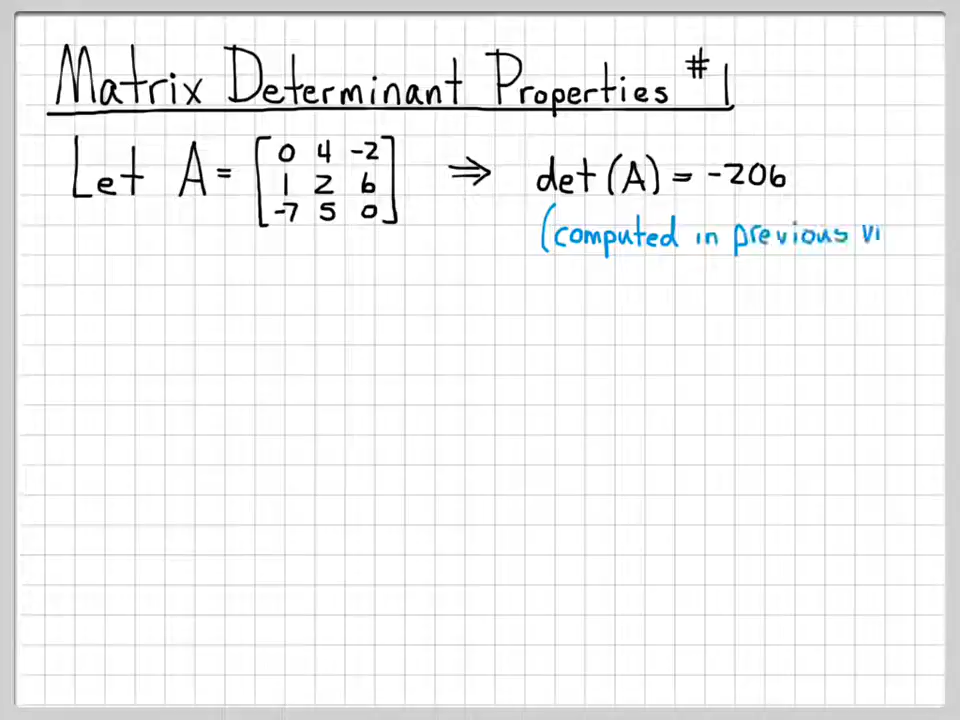 Matrix Determinant Properties #1
Let A = [0 4 -2
1 2 6
-7 5 0] ⇒ det (A) = -206
(computed in previous vi